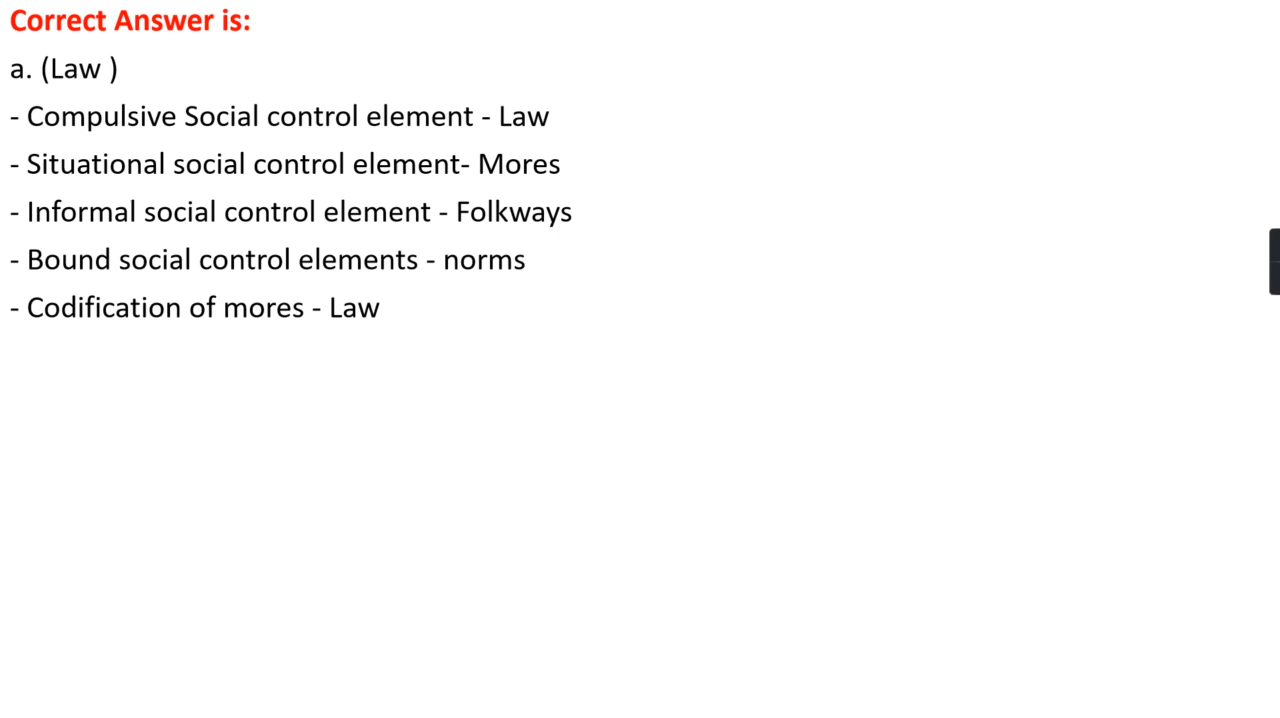 Correct Answer is:
a. (Law )
- Compulsive Social control element - Law
- Situational social control element- Mores
- Informal social control element - Folkways
- Bound social control elements - norms
- Codification of mores - Law